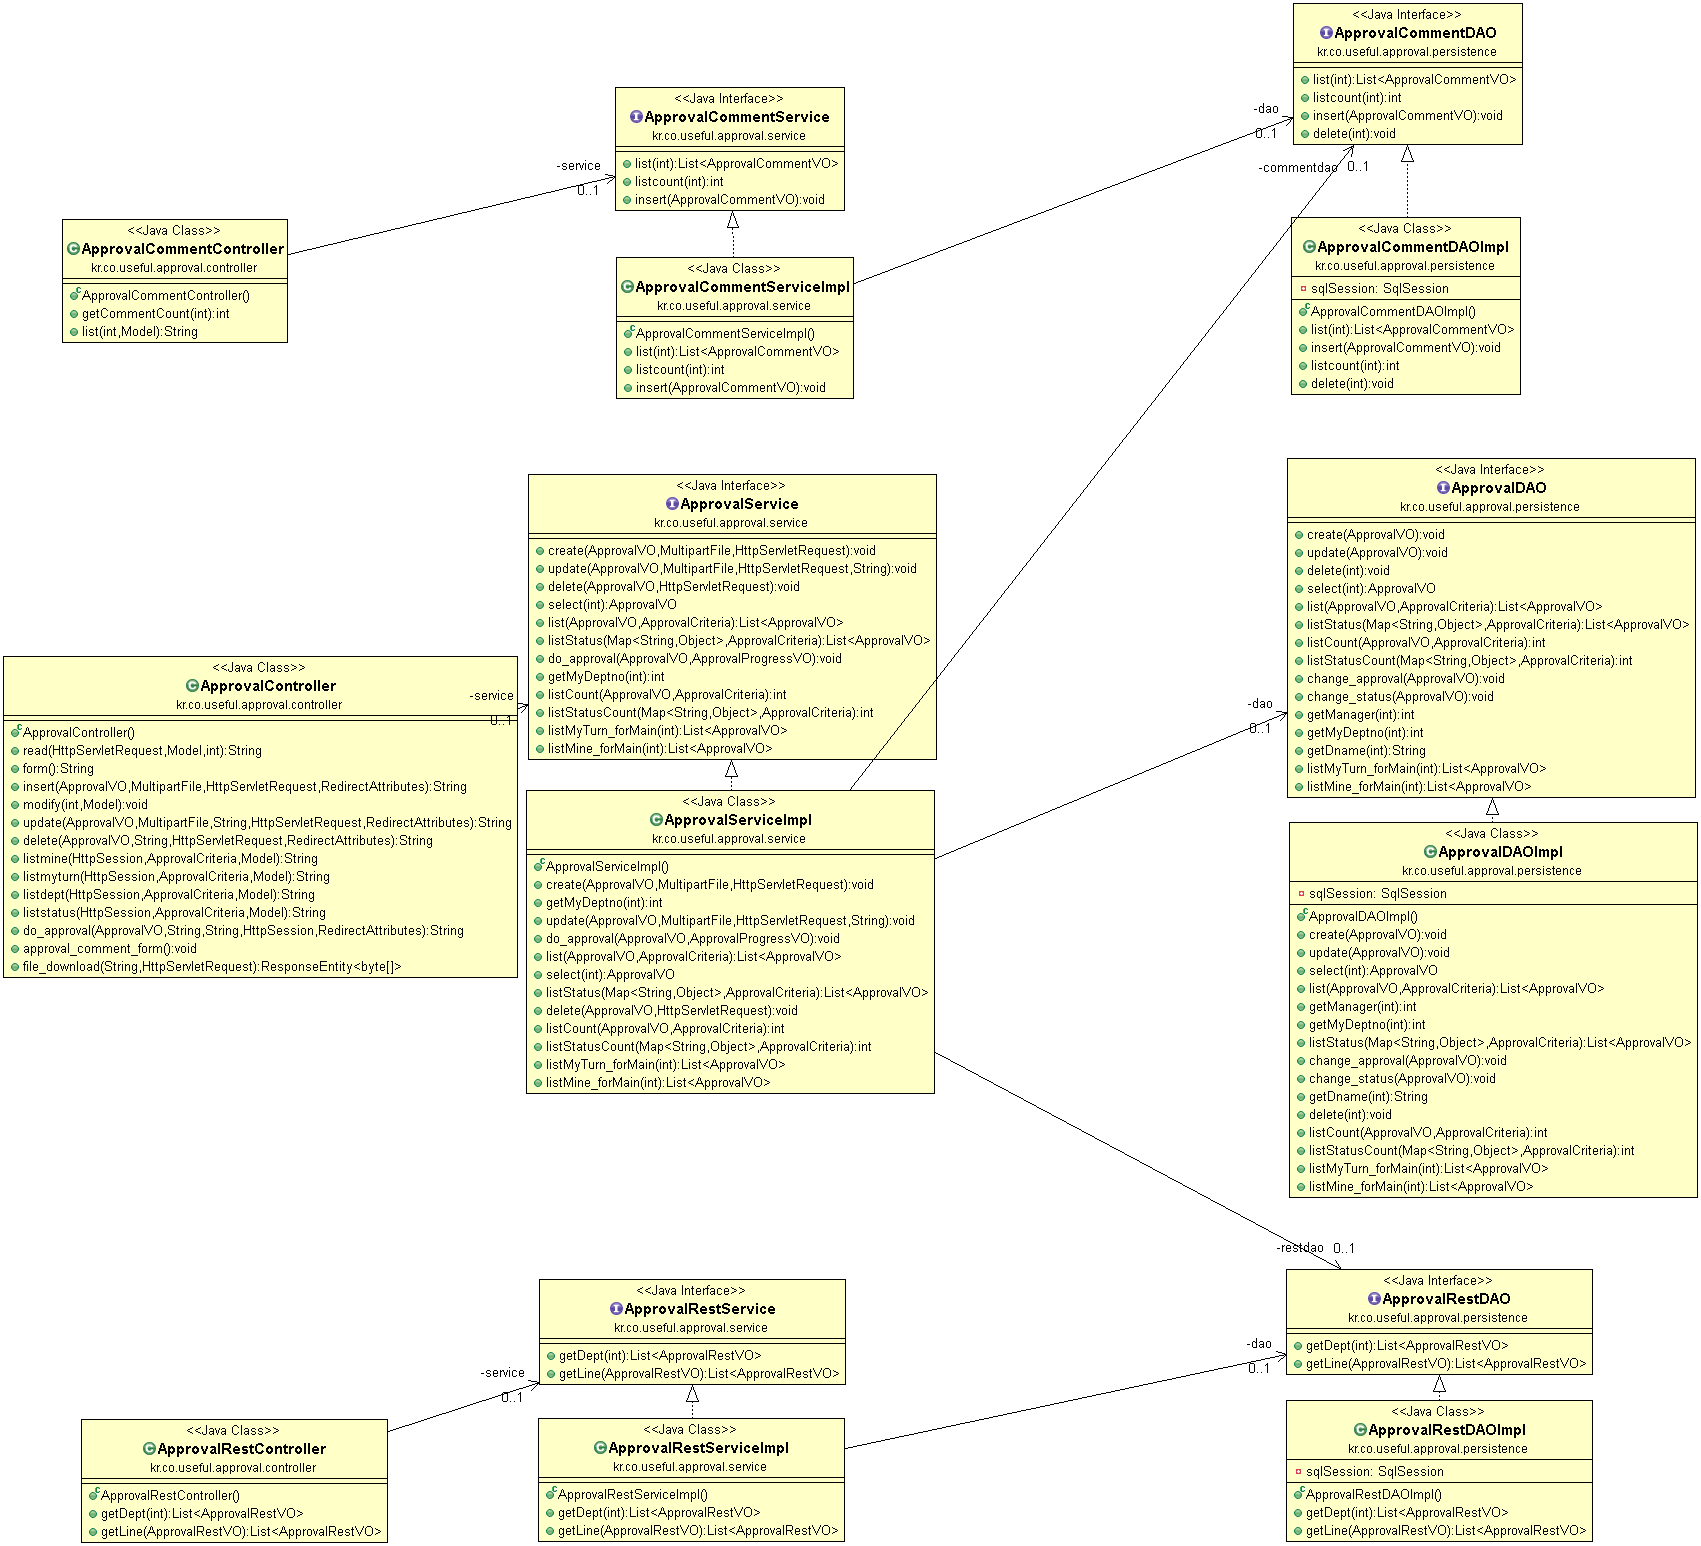 <<Java Interface>>
ApprovalCommentDAO
kr.co.useful.approval.persistence
list(int):List<ApprovalCommentVO>
listcount(int):int
insert(ApprovalCommentVO):void
delete(int):void
<<Java Interface>>
ApprovalCommentService
kr.co.useful.approval.service
list(int):List<ApprovalCommentVO>
listcount(int):int
insert(ApprovalCommentVO):void
-dao
0..1
-service
0..1
-commentdao
0..1
<<Java Class>>
ApprovalCommentController
kr.co.useful.approval.controller
ApprovalCommentController()
getCommentCount(int):int
list(int,Model):String
<<Java Class>>
ApprovalCommentServiceImpl
kr.co.useful.approval.service
ApprovalCommentServiceImpl()
list(int):List<ApprovalCommentVO>
listcount(int):int
insert(ApprovalCommentVO):void
<<Java Class>>
ApprovalCommentDAOImpl
kr.co.useful.approval.persistence
sqlSession: SqlSession
ApprovalCommentDAOImpl()
list(int):List<ApprovalCommentVO>
insert(ApprovalCommentVO):void
listcount(int):int
delete(int):void
<<Java Interface>>
ApprovalService
kr.co.useful.approval.service
create(ApprovalVO,MultipartFile,HttpServletRequest):void
update(ApprovalVO,MultipartFile,HttpServletRequest,String):void
delete(ApprovalVO,HttpServletRequest):void
select(int):ApprovalVO
list(ApprovalVO,ApprovalCriteria):List<ApprovalVO>
listStatus(Map<String,Object>,ApprovalCriteria):List<ApprovalVO>
do_approval(ApprovalVO,ApprovalProgressVO):void
getMyDeptno(int):int
listCount(ApprovalVO,ApprovalCriteria):int
listStatusCount(Map<String,Object>,ApprovalCriteria):int
listMyTurn_forMain(int):List<ApprovalVO>
listMine_forMain(int):List<ApprovalVO>
<<Java Interface>>
ApprovalDAO
kr.co.useful.approval.persistence
create(ApprovalVO):void
update(ApprovalVO):void
delete(int):void
select(int):ApprovalVO
list(ApprovalVO,ApprovalCriteria):List<ApprovalVO>
listStatus(Map<String,Object>,ApprovalCriteria):List<ApprovalVO>
listCount(ApprovalVO,ApprovalCriteria):int
listStatusCount(Map<String,Object>,ApprovalCriteria):int
change_approval(ApprovalVO):void
change_status(ApprovalVO):void
getManager(int):int
getMyDeptno(int):int
getDname(int):String
listMyTurn_forMain(int):List<ApprovalVO>
listMine_forMain(int):List<ApprovalVO>
<<Java Class>>
ApprovalController
kr.co.useful.approval.controller
ApprovalController()
read(HttpServletRequest,Model,int):String
form():String
insert(ApprovalVO,MultipartFile,HttpServletRequest,RedirectAttributes):String
modify(int,Model):void
update(ApprovalVO,MultipartFile,String,HttpServletRequest,RedirectAttributes):String
delete(ApprovalVO,String,HttpServletRequest,RedirectAttributes):String
listmine(HttpSession,ApprovalCriteria,Model):String
listmyturn(HttpSession,ApprovalCriteria,Model):String
listdept(HttpSession,ApprovalCriteria,Model):String
liststatus(HttpSession,ApprovalCriteria,Model):String
do_approval(ApprovalVO,String,String,HttpSession,RedirectAttributes):String
approval_comment_form():void
file_download(String,HttpServletRequest):ResponseEntity<byte[]>
-service
0..1
-dao
0..1
<<Java Class>>
ApprovalServiceImpl
kr.co.useful.approval.service
ApprovalServiceImpl()
create(ApprovalVO,MultipartFile,HttpServletRequest):void
getMyDeptno(int):int
update(ApprovalVO,MultipartFile,HttpServletRequest,String):void
do_approval(ApprovalVO,ApprovalProgressVO):void
list(ApprovalVO,ApprovalCriteria):List<ApprovalVO>
select(int):ApprovalVO
listStatus(Map<String,Object>,ApprovalCriteria):List<ApprovalVO>
delete(ApprovalVO,HttpServletRequest):void
listCount(ApprovalVO,ApprovalCriteria):int
listStatusCount(Map<String,Object>,ApprovalCriteria):int
listMyTurn_forMain(int):List<ApprovalVO>
listMine_forMain(int):List<ApprovalVO>
<<Java Class>>
ApprovalDAOImpl
kr.co.useful.approval.persistence
sqlSession: SqlSession
ApprovalDAOImpl()
create(ApprovalVO):void
update(ApprovalVO):void
select(int):ApprovalVO
list(ApprovalVO,ApprovalCriteria):List<ApprovalVO>
getManager(int):int
getMyDeptno(int):int
listStatus(Map<String,Object>,ApprovalCriteria):List<ApprovalVO>
change_approval(ApprovalVO):void
change_status(ApprovalVO):void
getDname(int):String
delete(int):void
listCount(ApprovalVO,ApprovalCriteria):int
listStatusCount(Map<String,Object>,ApprovalCriteria):int
listMyTurn_forMain(int):List<ApprovalVO>
listMine_forMain(int):List<ApprovalVO>
-restdao
0..1
<<Java Interface>>
ApprovalRestService
kr.co.useful.approval.service
getDept(int):List<ApprovalRestVO>
getLine(ApprovalRestVO):List<ApprovalRestVO>
<<Java Interface>>
ApprovalRestDAO
kr.co.useful.approval.persistence
getDept(int):List<ApprovalRestVO>
getLine(ApprovalRestVO):List<ApprovalRestVO>
-service
0..1
-dao
0..1
<<Java Class>>
ApprovalRestController
kr.co.useful.approval.controller
ApprovalRestController()
getDept(int):List<ApprovalRestVO>
getLine(ApprovalRestVO):List<ApprovalRestVO>
<<Java Class>>
ApprovalRestServiceImpl
kr.co.useful.approval.service
ApprovalRestServiceImpl()
getDept(int):List<ApprovalRestVO>
getLine(ApprovalRestVO):List<ApprovalRestVO>
<<Java Class>>
ApprovalRestDAOImpl
kr.co.useful.approval.persistence
sqlSession: SqlSession
ApprovalRestDAOImpl()
getDept(int):List<ApprovalRestVO>
getLine(ApprovalRestVO):List<ApprovalRestVO>